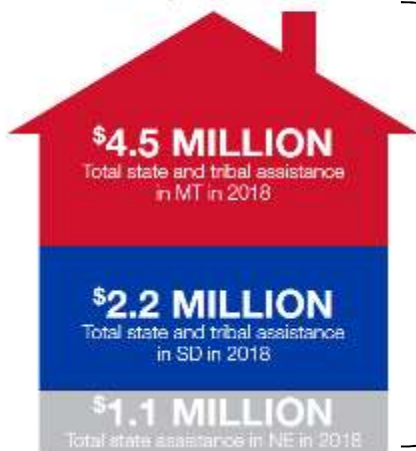 $4.5 MILLION
Total state and tribal assistance
in MT in 2018
$2.2 MILLION
Total state and tribal assistance
in SD in 2018
$1.1 MILLION
Total state assistance in NE in 2018